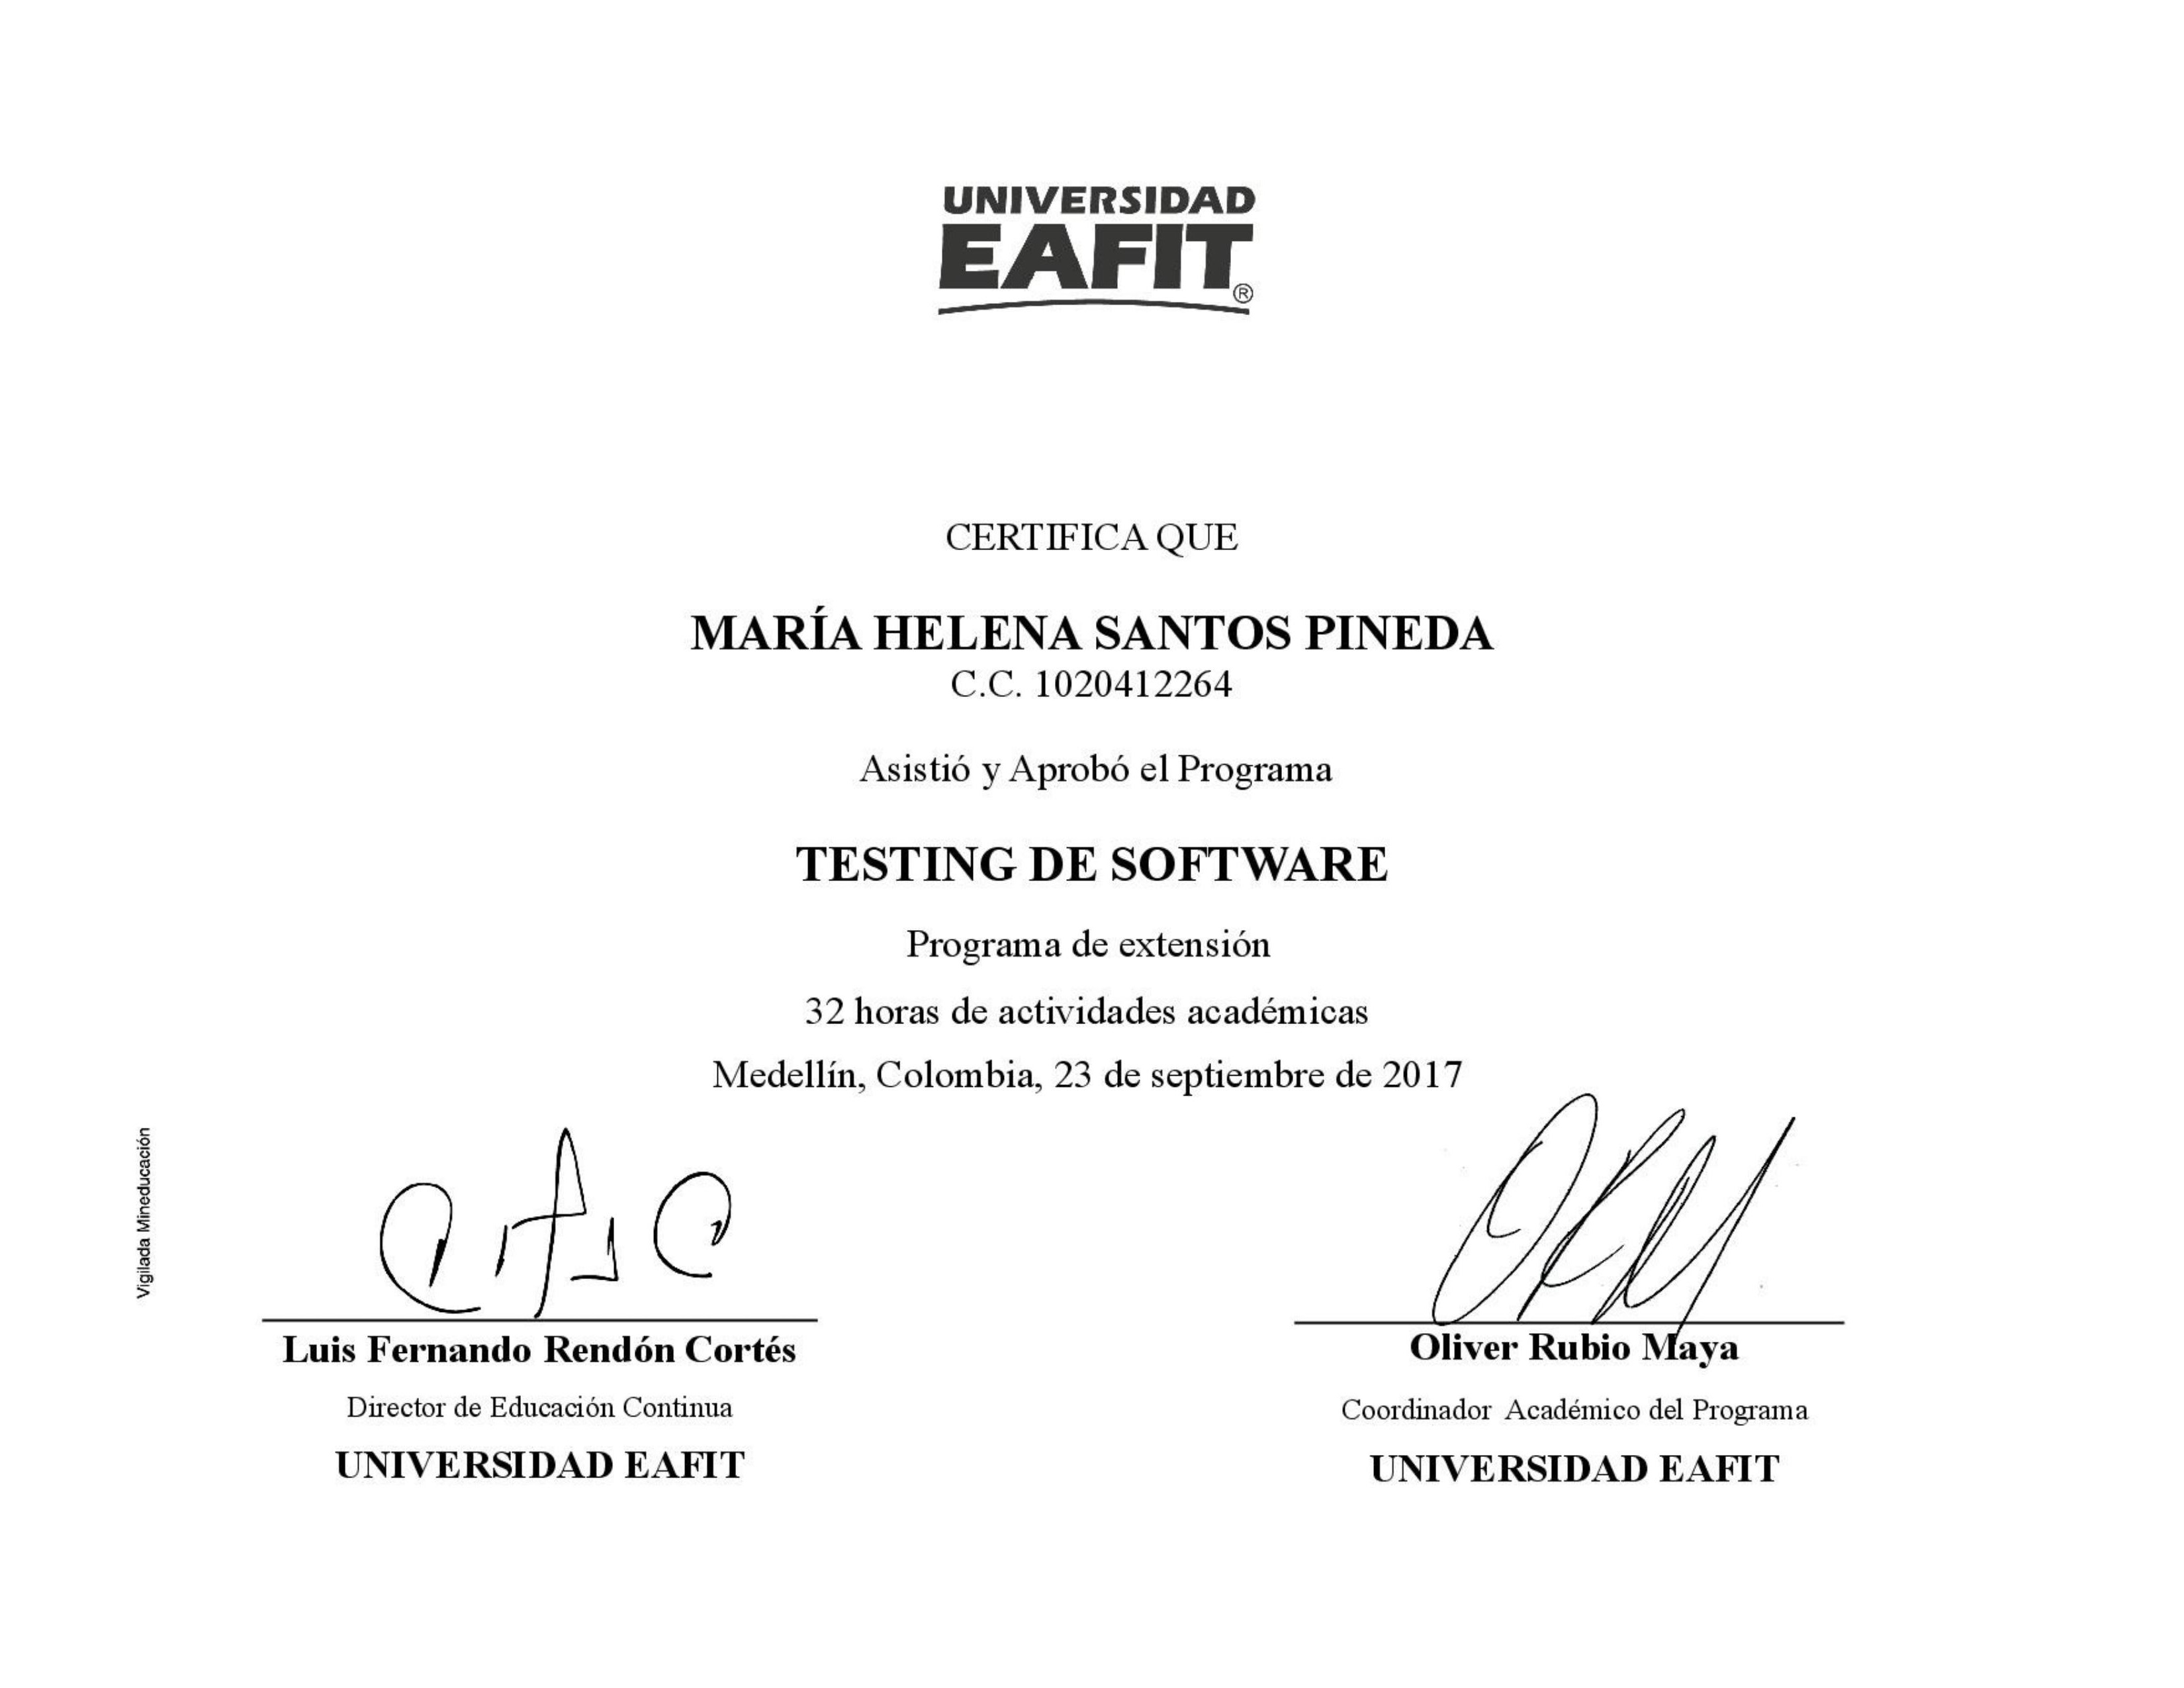 UNIVERSIDAD
EAFIT®
CERTIFICA QUE
MARÍA HELENA SANTOS PINEDA
C.C. 1020412264
Asistió y Aprobó el Programa
TESTING DE SOFTWARE
Programa de extensión
32 horas de actividades académicas
Medellín, Colombia, 23 de septiembre de 2017
Vigilada Mineducación
Luis Fernando Rendón Cortés
Director de Educación Continua
UNIVERSIDAD EAFIT
Oliver Rubio Maya
Coordinador Académico del Programa
UNIVERSIDAD EAFIT